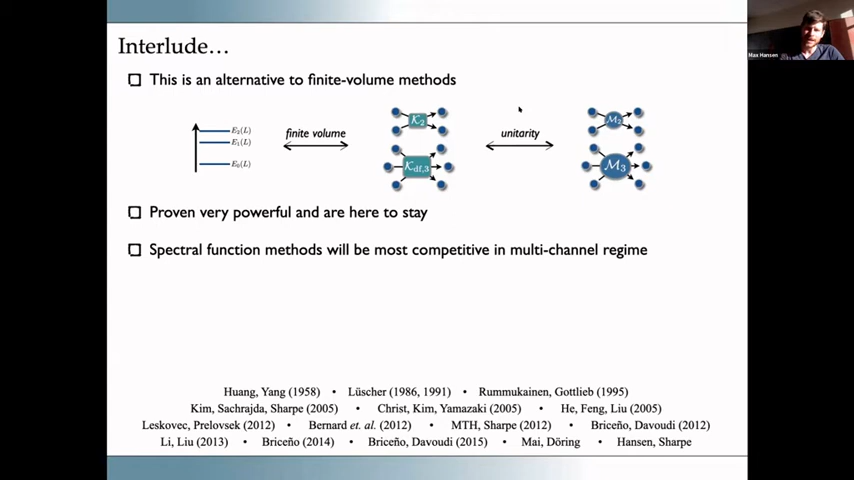 Interlude...
This is an alternative to finite-volume methods
E₂(L)
E₁(L)
E₀(L)
finite volume
K₂
K_df,3
unitarity
M₂
M₃
Proven very powerful and are here to stay
Spectral function methods will be most competitive in multi-channel regime
Huang, Yang (1958) • Lüscher (1986, 1991) • Rummukainen, Gottlieb (1995)
Kim, Sachrajda, Sharpe (2005) • Christ, Kim, Yamazaki (2005) • He, Feng, Liu (2005)
Leskovec, Prelovsek (2012) • Bernard et. al. (2012) • MTH, Sharpe (2012) • Briceño, Davoudi (2012)
Li, Liu (2013) • Briceño (2014) • Briceño, Davoudi (2015) • Mai, Döring • Hansen, Sharpe
Max Hansen